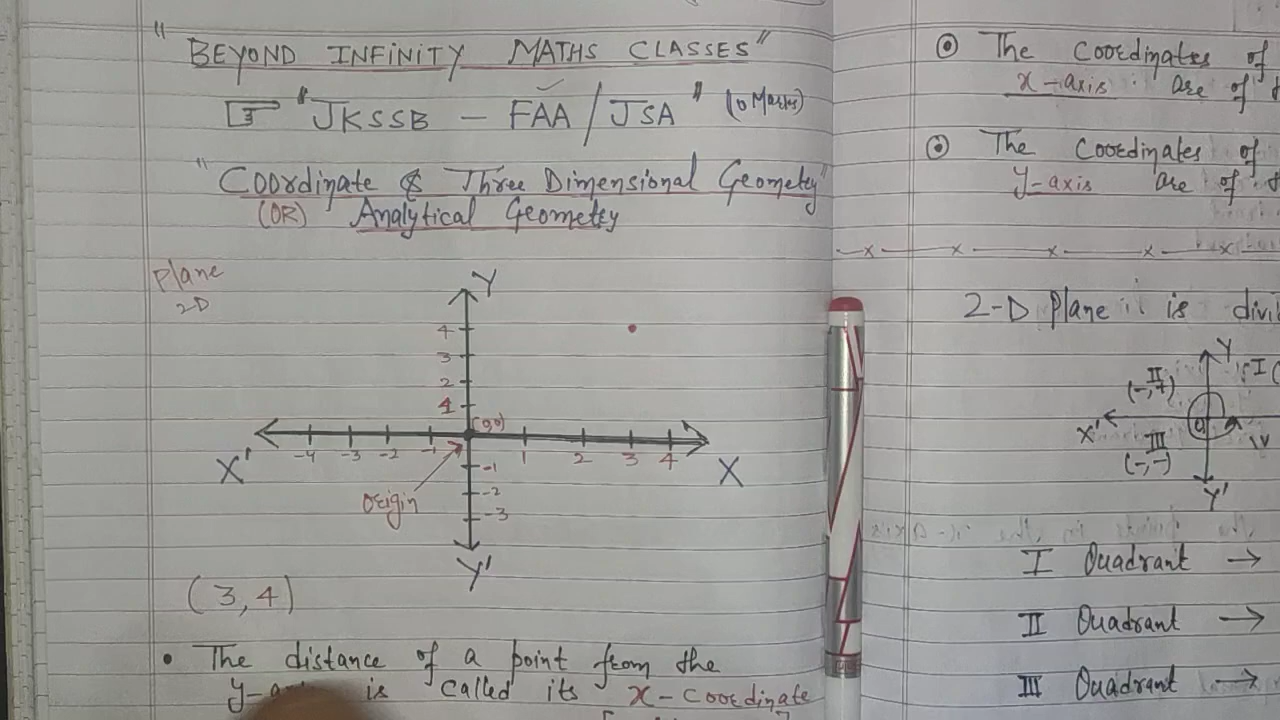 "BEYOND INFINITY MATHS CLASSES"
"JKSSB - FAA / JSA" (10 Marks)
"Coordinate & Three Dimensional Geometry"
(OR) Analytical Geometry
Plane
2-D
Y
4
3
2
1
(0,0)
-4 -3 -2 -1 1 2 3 4
X' X
-1
-2
-3
Origin
Y'
(3,4)
• The distance of a point from the
y- is called its x-coordinate
The Coordinates of
x-axis are of
The Coordinates of
y-axis are of
x x x x
2-D Plane is
Y
II I
(-,+)
X' O
III IV
(-,-)
Y'
I Quadrant →
II Quadrant →
III Quadrant →